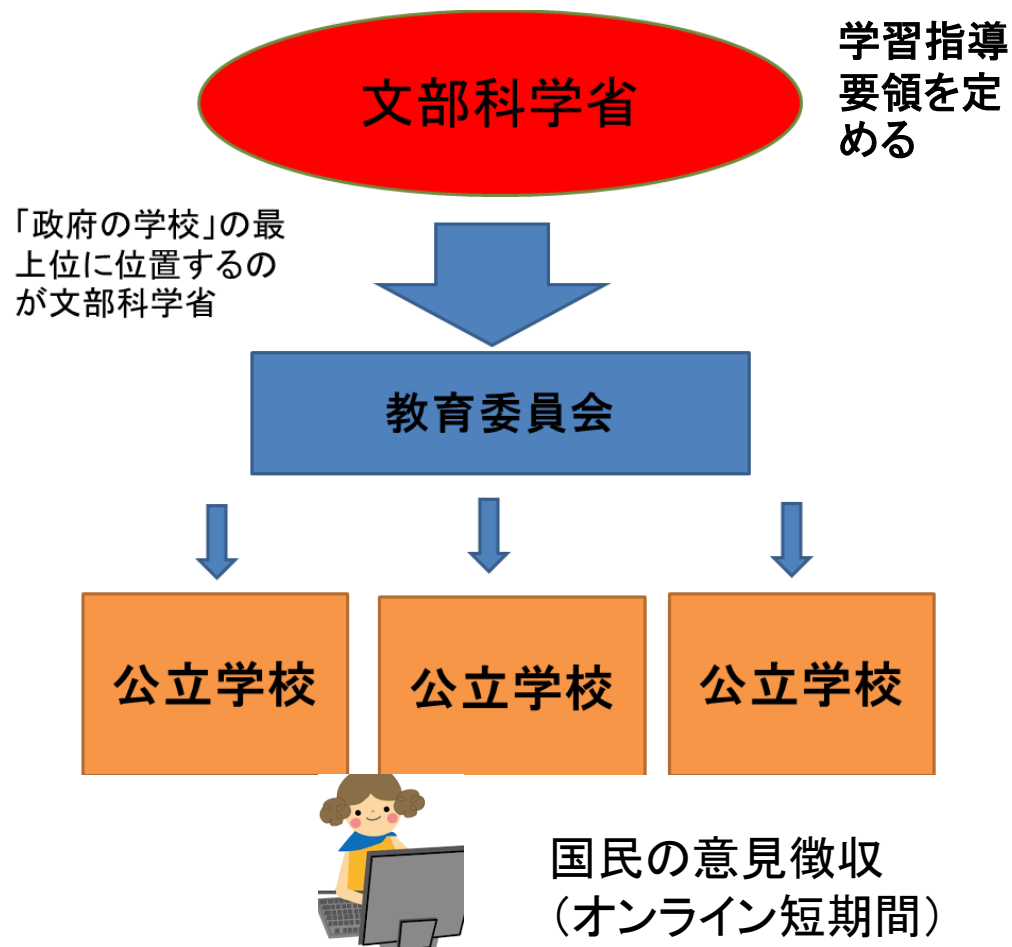 文部科学省
学習指導
要領を定
める
「政府の学校」の最
上位に位置するの
が文部科学省
教育委員会
公立学校
公立学校
公立学校
国民の意見徴収
（オンライン短期間）